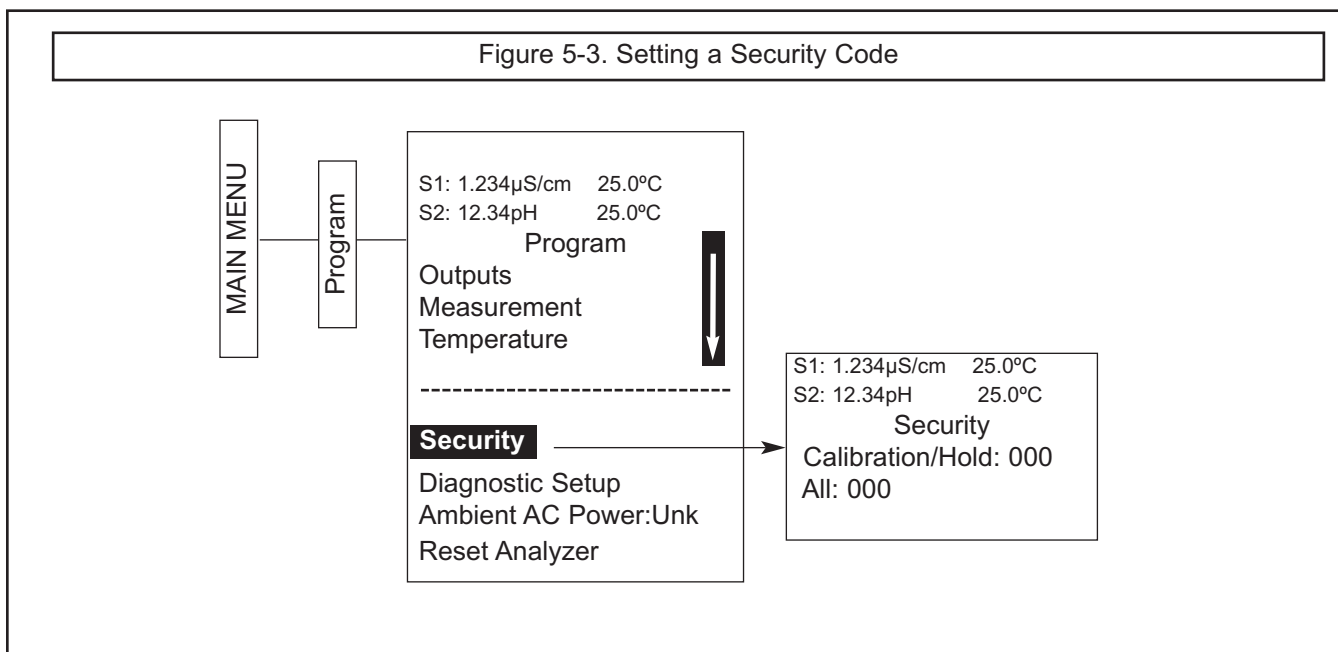 Figure 5-3. Setting a Security Code
MAIN MENU
Program
S1: 1.234µS/cm 25.0ºC
S2: 12.34pH 25.0ºC
Program
Outputs
Measurement
Temperature
Security
Diagnostic Setup
Ambient AC Power:Unk
Reset Analyzer
S1: 1.234µS/cm 25.0ºC
S2: 12.34pH 25.0ºC
Security
Calibration/Hold: 000
All: 000